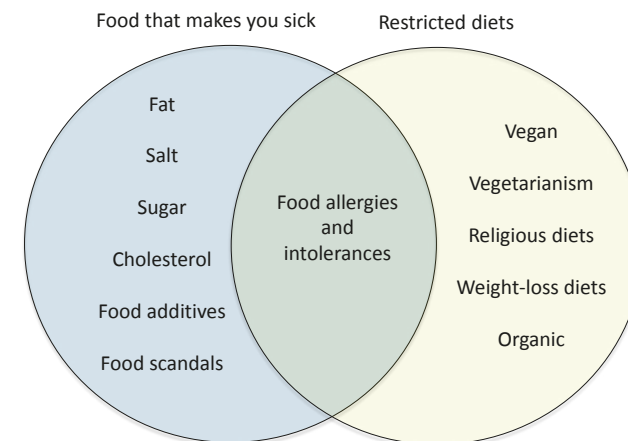 Food that makes you sick
Restricted diets
Fat
Salt
Sugar
Cholesterol
Food additives
Food scandals
Food allergies
and
intolerances
Vegan
Vegetarianism
Religious diets
Weight-loss diets
Organic